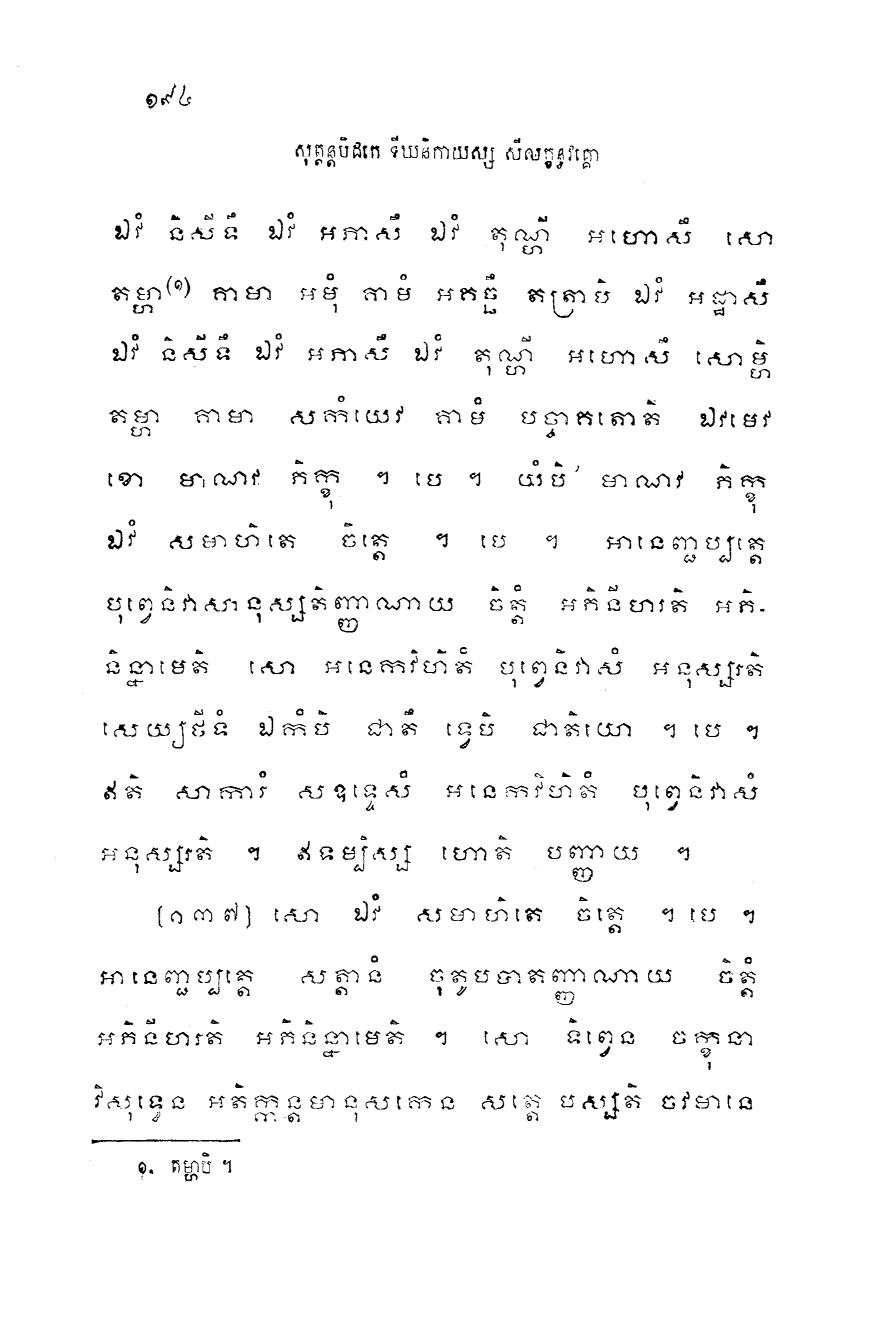 ១៩៤
សុត្តន្តបិដកេ ទីឃនិកាយស្ស សីលក្ខន្ធវគ្គោ
ឯវំ និសីទឹ ឯវំ អភាសឹ ឯវំ តុណ្ហី អហោសឹ សោ
តម្ហា(១) គាមា អមុំ គាមំ អគច្ឆឹ តត្រាបិ ឯវំ អដ្ឋាសឹ
ឯវំ និសីទឹ ឯវំ អភាសឹ ឯវំ តុណ្ហី អហោសឹ សោម្ហិ
តម្ហា គាមា សកំយេវ គាមំ បច្ចាគតោតិ ឯវមេវ
ខោ មាណវ ភិក្ខុ ។ បេ ។ យំបិ មាណវ ភិក្ខុ
ឯវំ សមាហិតេ ចិត្តេ ។ បេ ។ អានេញ្ជប្បត្តេ
បុព្វេនិវាសានុស្សតិញ្ញាណាយ ចិត្តំ អភិនីហរតិ អភិ-
និន្នាមេតិ សោ អនេកវិហិតំ បុព្វេនិវាសំ អនុស្សរតិ
សេយ្យថីទំ ឯកំបិ ជាតឹ ទ្វេបិ ជាតិយោ ។ បេ ។
ឥតិ សាការំ សឧទ្ទេសំ អនេកវិហិតំ បុព្វេនិវាសំ
អនុស្សរតិ ។ ឥទម្បិស្ស ហោតិ បញ្ញាយ ។
(១៣៧) សោ ឯវំ សមាហិតេ ចិត្តេ ។ បេ ។
អានេញ្ជប្បត្តេ សត្តានំ ចុតូបបាតញ្ញាណាយ ចិត្តំ
អភិនីហរតិ អភិនិន្នាមេតិ ។ សោ ទិព្វេន ចក្ខុនា
វិសុទ្ធេន អតិក្កន្តមានុសកេន សត្តេ បស្សតិ ចវមានេ
១. តម្ហាបិ ។